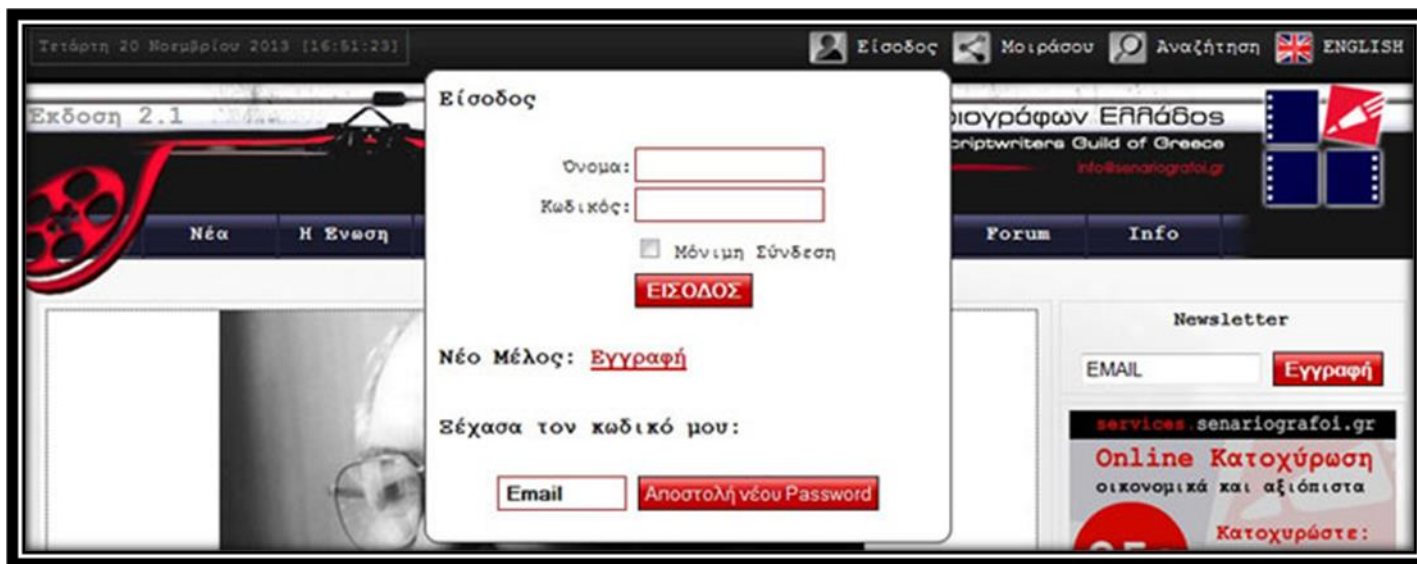 Τετάρτη 20 Νοεμβρίου 2013 [16:51:23]
Είσοδος Μοιράσου Αναζήτηση ENGLISH
Έκδοση 2.1
ιογράφων Ελλάδος
criptwriters Guild of Greece
info@senariografoi.gr
Νέα Η Ένωση Forum Info
Είσοδος
Όνομα:
Κωδικός:
Μόνιμη Σύνδεση
ΕΙΣΟΔΟΣ
Νέο Μέλος: Εγγραφή
Ξέχασα τον κωδικό μου:
Email Αποστολή νέου Password
Newsletter
EMAIL Εγγραφή
services.senariografoi.gr
Online Κατοχύρωση
οικονομικά και αξιόπιστα
Κατοχυρώστε: